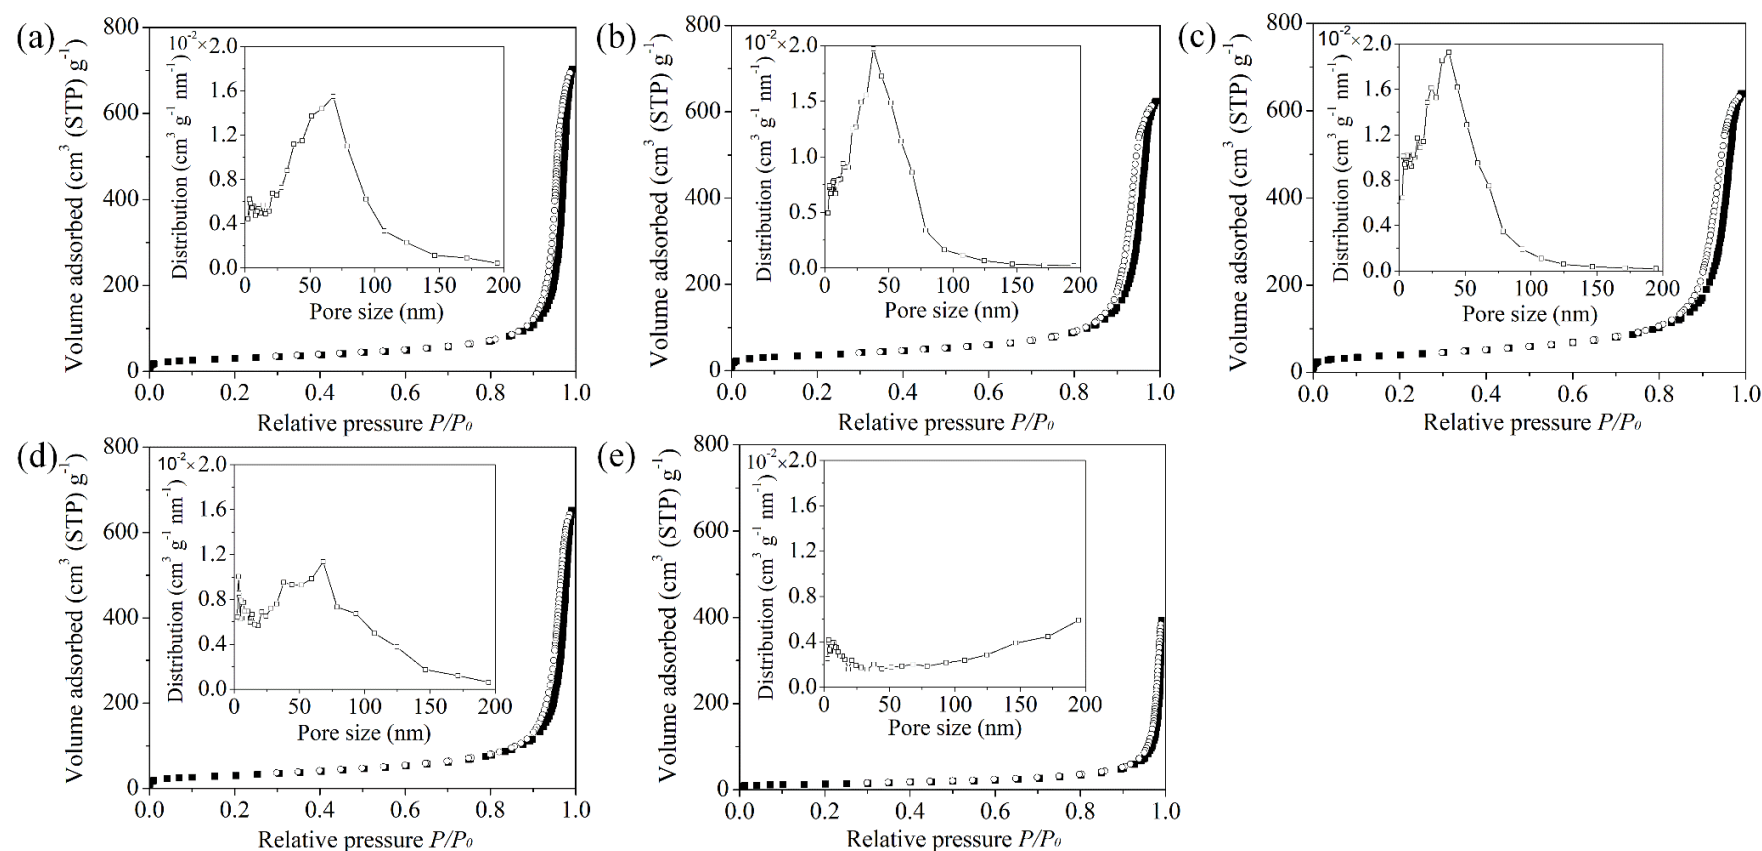 (a)
800
600
400
200
0
Volume adsorbed (cm³ (STP) g⁻¹
10⁻²×2.0
1.6
1.2
0.8
0.4
0.0
Distribution (cm³ g⁻¹ nm⁻¹)
0 50 100 150 200
Pore size (nm)
0.0 0.2 0.4 0.6 0.8 1.0
Relative pressure P/P₀
(b)
800
600
400
200
0
Volume adsorbed (cm³ (STP) g⁻¹
10⁻²×2.0
1.5
1.0
0.5
0.0
Distribution (cm³ g⁻¹ nm⁻¹)
0 50 100 150 200
Pore size (nm)
0.0 0.2 0.4 0.6 0.8 1.0
Relative pressure P/P₀
(c)
800
600
400
200
0
Volume adsorbed (cm³ (STP) g⁻¹
10⁻²×2.0
1.6
1.2
0.8
0.4
0.0
Distribution (cm³ g⁻¹ nm⁻¹)
0 50 100 150 200
Pore size (nm)
0.0 0.2 0.4 0.6 0.8 1.0
Relative pressure P/P₀
(d)
800
600
400
200
0
Volume adsorbed (cm³ (STP) g⁻¹
10⁻²×2.0
1.6
1.2
0.8
0.4
0.0
Distribution (cm³ g⁻¹ nm⁻¹)
0 50 100 150 200
Pore size (nm)
0.0 0.2 0.4 0.6 0.8 1.0
Relative pressure P/P₀
(e)
800
600
400
200
0
Volume adsorbed (cm³ (STP) g⁻¹
10⁻²×2.0
1.6
1.2
0.8
0.4
0.0
Distribution (cm³ g⁻¹ nm⁻¹)
0 50 100 150 200
Pore size (nm)
0.0 0.2 0.4 0.6 0.8 1.0
Relative pressure P/P₀